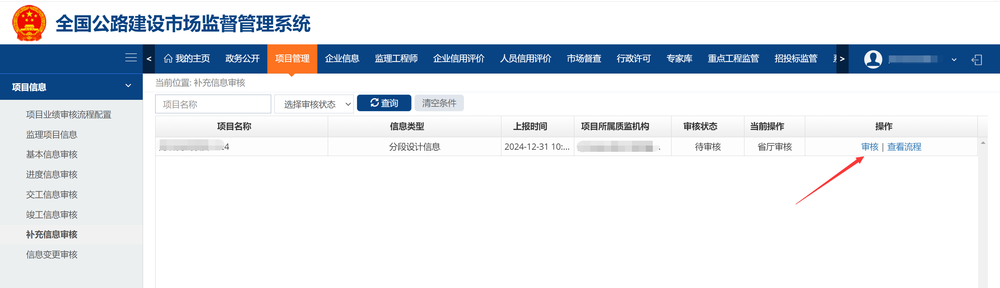 全国公路建设市场监督管理系统
< 我的主页 政务公开 项目管理 企业信息 监理工程师 企业信用评价 人员信用评价 市场督查 行政许可 专家库 重点工程监管 招投标监管 >
项目信息
项目业绩审核流程配置
监理项目信息
基本信息审核
进度信息审核
交工信息审核
竣工信息审核
补充信息审核
信息变更审核
当前位置: 补充信息审核
项目名称 选择审核状态 查询 清空条件
项目名称 信息类型 上报时间 项目所属质监机构 审核状态 当前操作 操作
24 分段设计信息 2024-12-31 10:... 待审核 省厅审核 审核 | 查看流程